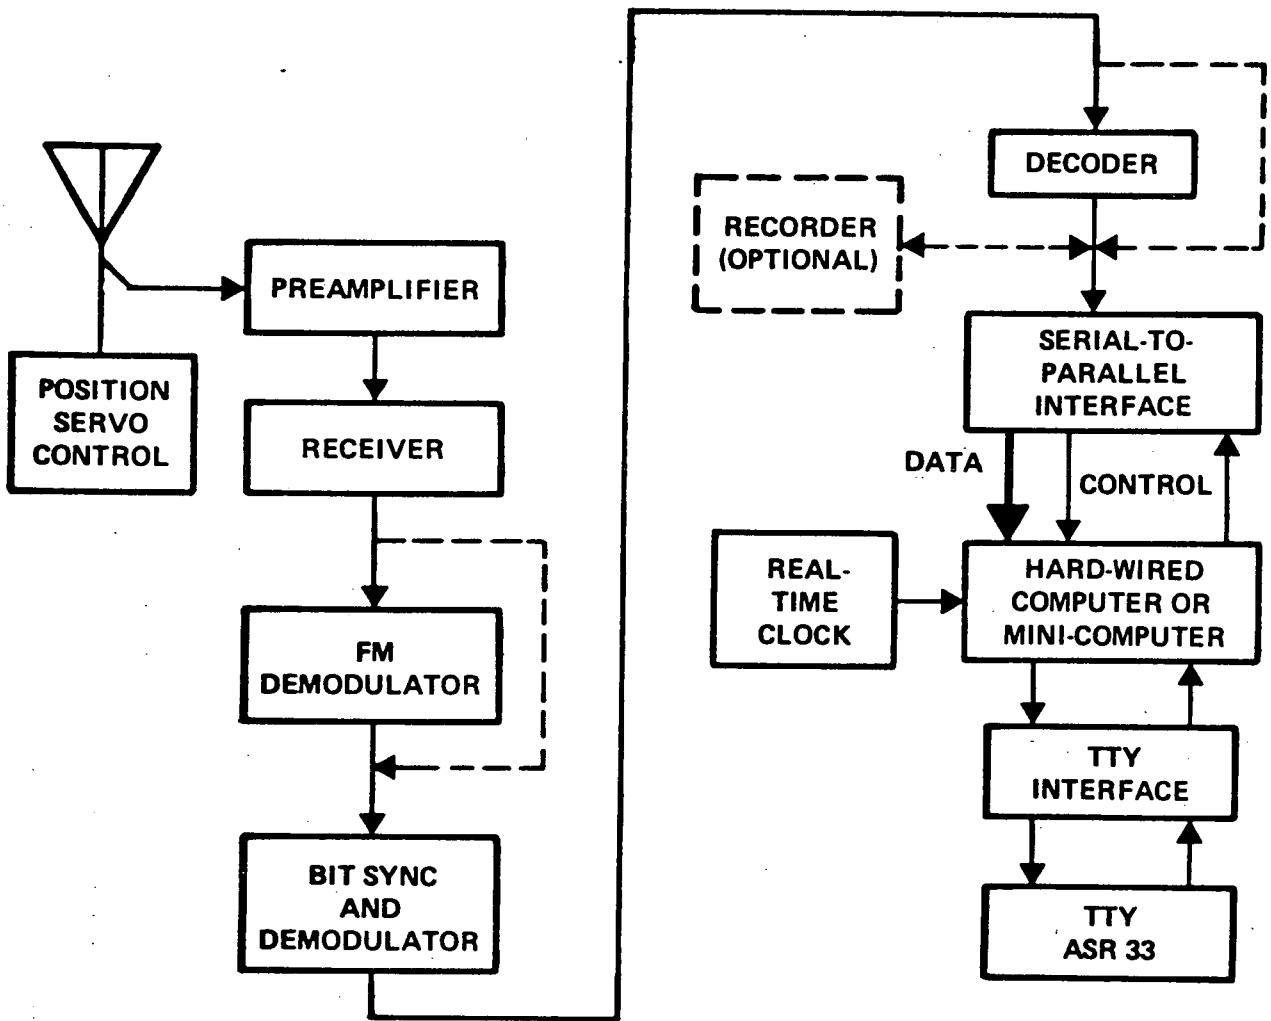 POSITION
SERVO
CONTROL
PREAMPLIFIER
RECEIVER
FM
DEMODULATOR
BIT SYNC
AND
DEMODULATOR
DECODER
RECORDER
(OPTIONAL)
SERIAL-TO-
PARALLEL
INTERFACE
DATA
CONTROL
REAL-
TIME
CLOCK
HARD-WIRED
COMPUTER OR
MINI-COMPUTER
TTY
INTERFACE
TTY
ASR 33